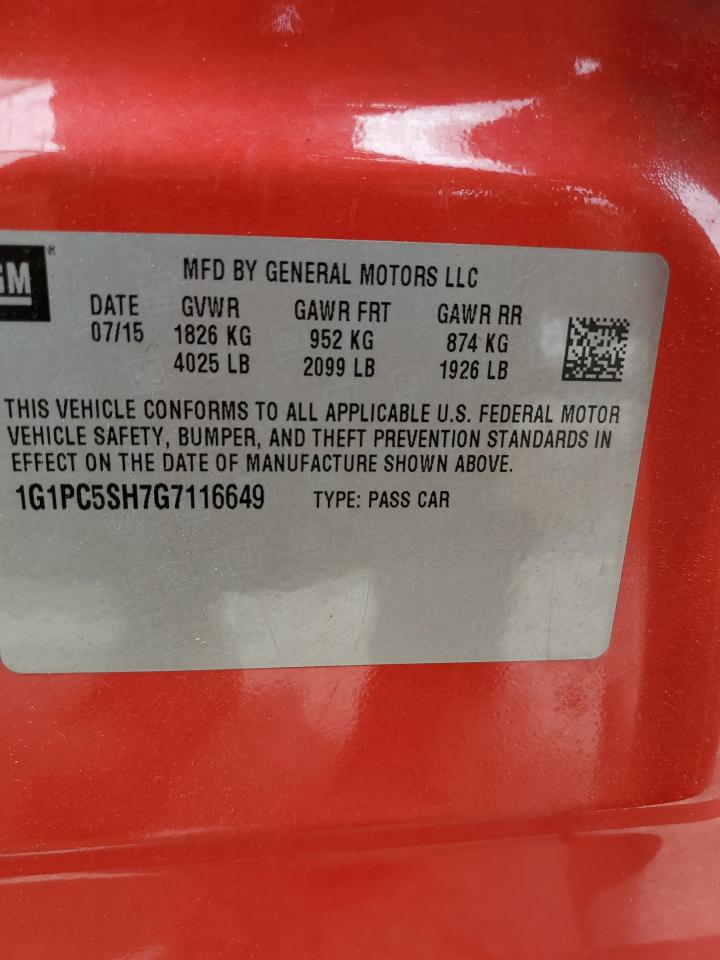 GM®
MFD BY GENERAL MOTORS LLC
DATE GVWR GAWR FRT GAWR RR
07/15 1826 KG 952 KG 874 KG
4025 LB 2099 LB 1926 LB
THIS VEHICLE CONFORMS TO ALL APPLICABLE U.S. FEDERAL MOTOR
VEHICLE SAFETY, BUMPER, AND THEFT PREVENTION STANDARDS IN
EFFECT ON THE DATE OF MANUFACTURE SHOWN ABOVE.
1G1PC5SH7G7116649 TYPE: PASS CAR